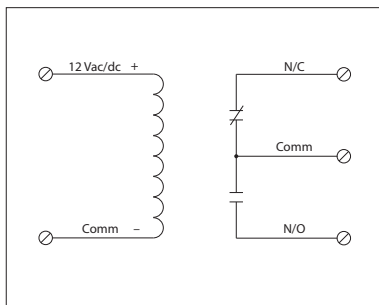 12 Vac/dc +
N/C
Comm
Comm –
N/O